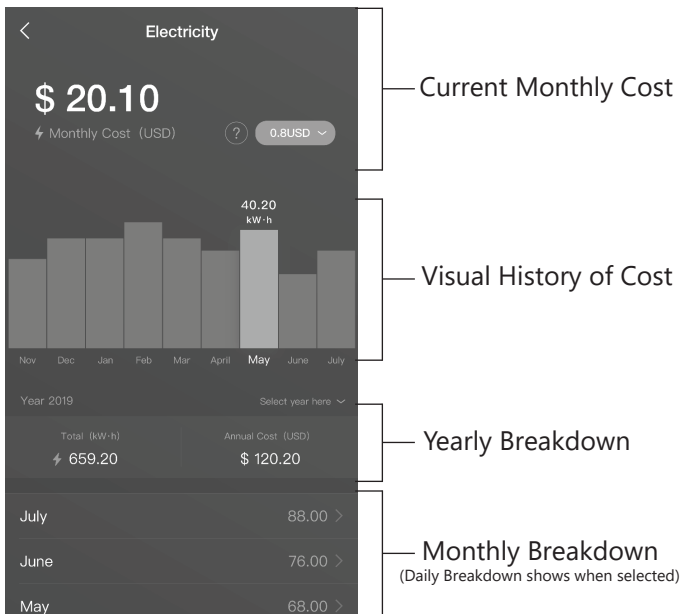 Electricity
$ 20.10
Monthly Cost (USD)
?
0.8USD
Current Monthly Cost
40.20
kW·h
Visual History of Cost
Nov Dec Jan Feb Mar April May June July
Year 2019 Select year here
Total (kW·h) Annual Cost (USD)
659.20 $ 120.20
Yearly Breakdown
July 88.00
June 76.00
May 68.00
Monthly Breakdown
(Daily Breakdown shows when selected)